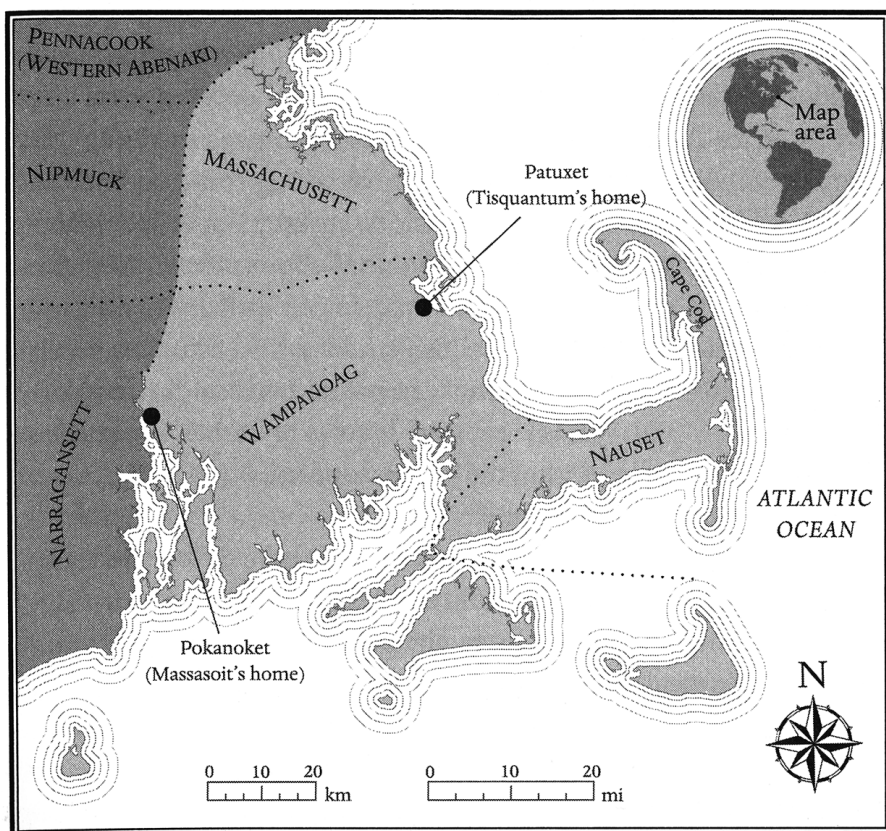 PENNACOOK
(WESTERN ABENAKI)
NIPMUCK
MASSACHUSETT
Map
area
Patuxet
(Tisquantum's home)
Cape Cod
WAMPANOAG
NARRAGANSETT
NAUSET
ATLANTIC
OCEAN
Pokanoket
(Massasoit's home)
N
0 10 20
km
0 10 20
mi